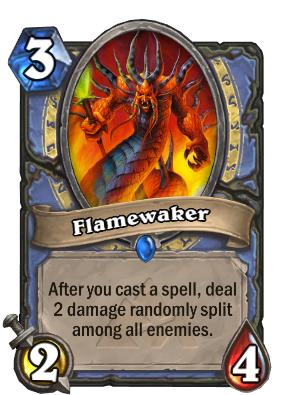 3
Flamewaker
After you cast a spell, deal
2 damage randomly split
among all enemies.
2
4